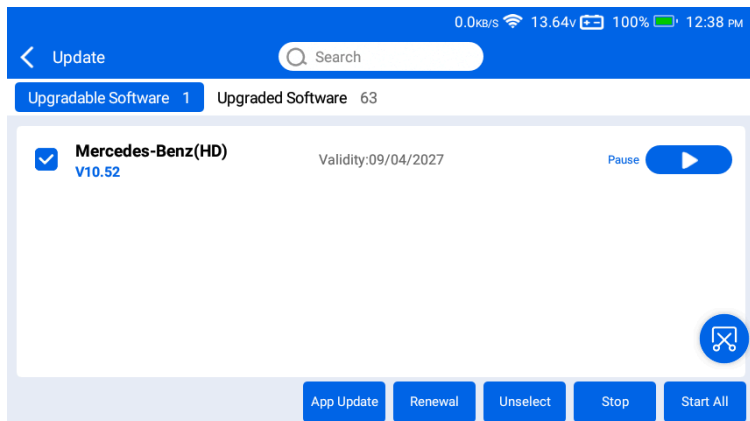 0.0KB/S 13.64V 100% 12:38 PM
Update Search
Upgradable Software 1 Upgraded Software 63
Mercedes-Benz(HD) Validity:09/04/2027 Pause
V10.52
App Update Renewal Unselect Stop Start All